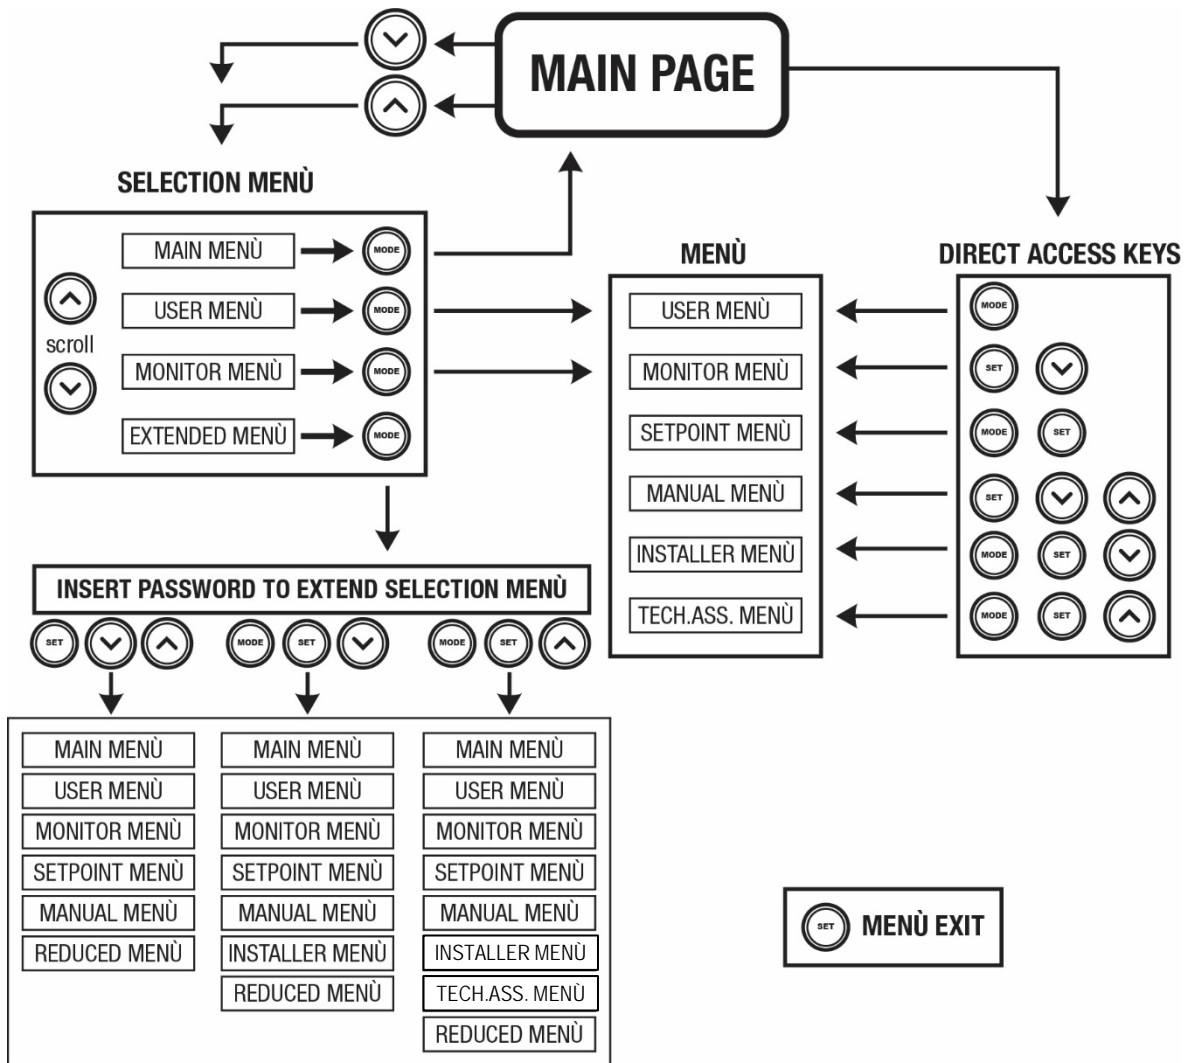 MAIN PAGE
SELECTION MENÙ
MAIN MENÙ MODE
USER MENÙ MODE
scroll
MONITOR MENÙ MODE
EXTENDED MENÙ MODE
MENÙ
USER MENÙ
MONITOR MENÙ
SETPOINT MENÙ
MANUAL MENÙ
INSTALLER MENÙ
TECH.ASS. MENÙ
DIRECT ACCESS KEYS
MODE
SET
MODE SET
SET
MODE SET
MODE SET
INSERT PASSWORD TO EXTEND SELECTION MENÙ
SET
MODE SET
MODE SET
MAIN MENÙ
USER MENÙ
MONITOR MENÙ
SETPOINT MENÙ
MANUAL MENÙ
REDUCED MENÙ
MAIN MENÙ
USER MENÙ
MONITOR MENÙ
SETPOINT MENÙ
MANUAL MENÙ
INSTALLER MENÙ
REDUCED MENÙ
MAIN MENÙ
USER MENÙ
MONITOR MENÙ
SETPOINT MENÙ
MANUAL MENÙ
INSTALLER MENÙ
TECH.ASS. MENÙ
REDUCED MENÙ
SET MENÙ EXIT